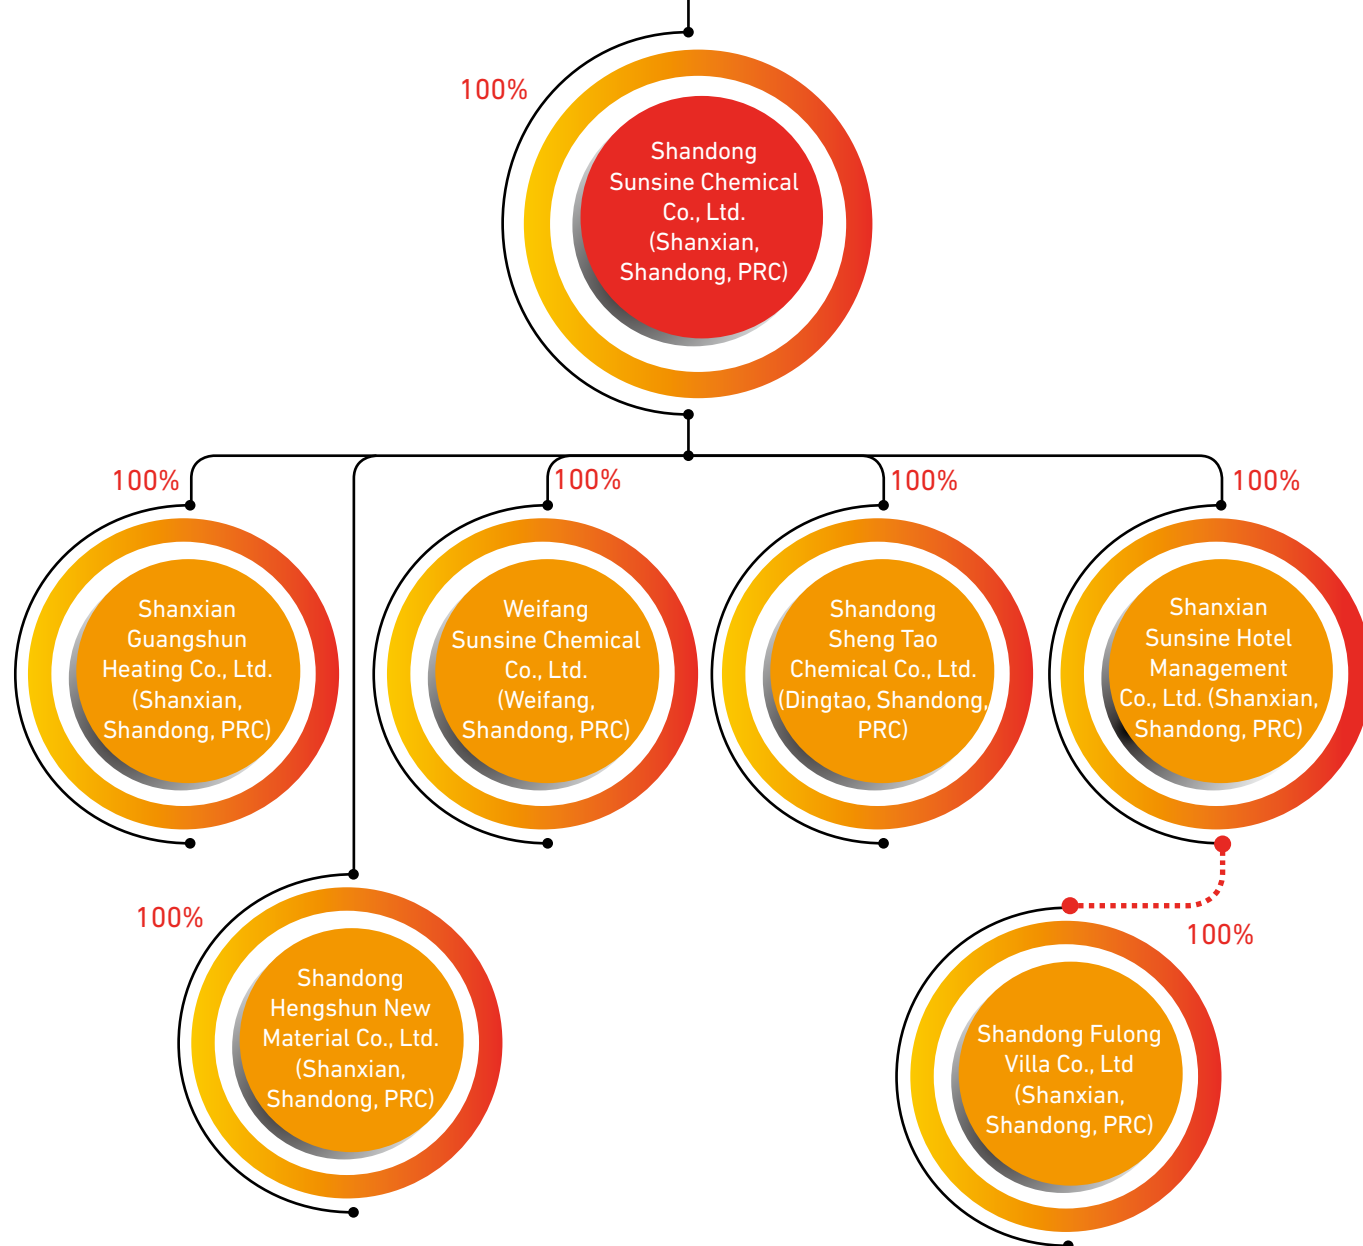 100%
Shandong
Sunsine Chemical
Co., Ltd.
(Shanxian,
Shandong, PRC)
100%
Shanxian
Guangshun
Heating Co., Ltd.
(Shanxian,
Shandong, PRC)
100%
Weifang
Sunsine Chemical
Co., Ltd.
(Weifang,
Shandong, PRC)
100%
Shandong
Sheng Tao
Chemical Co., Ltd.
(Dingtao, Shandong,
PRC)
100%
Shanxian
Sunsine Hotel
Management
Co., Ltd. (Shanxian,
Shandong, PRC)
100%
Shandong
Hengshun New
Material Co., Ltd.
(Shanxian,
Shandong, PRC)
100%
Shandong Fulong
Villa Co., Ltd
(Shanxian,
Shandong, PRC)